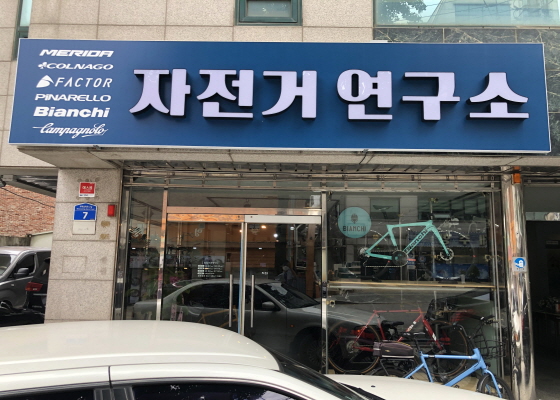 MERIDA
COLNAGO
FACTOR
PINARELLO
Bianchi
Campagnolo
자전거 연구소
7
BIANCHI